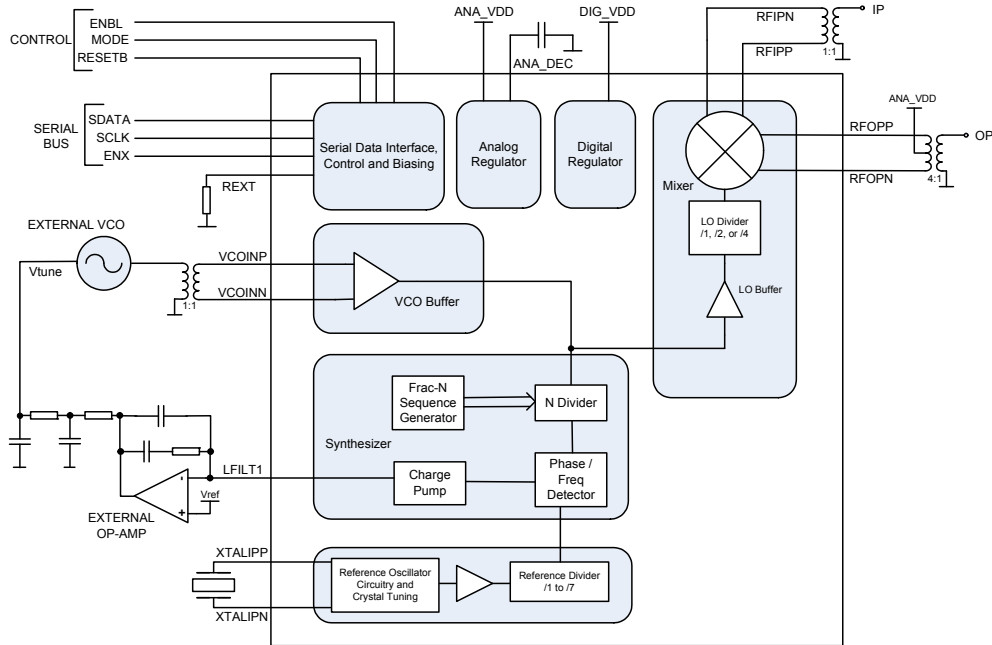 CONTROL
ENBL
MODE
RESETB
ANA_VDD
ANA_DEC
DIG_VDD
RFIPN
RFIPP
IP
1:1
SERIAL
BUS
SDATA
SCLK
ENX
REXT
Serial Data Interface,
Control and Biasing
Analog
Regulator
Digital
Regulator
Mixer
ANA_VDD
RFOPP
RFOPN
OP
4:1
LO Divider
/1, /2, or /4
LO Buffer
EXTERNAL VCO
Vtune
1:1
VCOINP
VCOINN
VCO Buffer
Frac-N
Sequence
Generator
N Divider
Synthesizer
Charge
Pump
Phase /
Freq
Detector
LFILT1
-
+
Vref
EXTERNAL
OP-AMP
XTALIPP
XTALIPN
Reference Oscillator
Circuitry and
Crystal Tuning
Reference Divider
/1 to /7